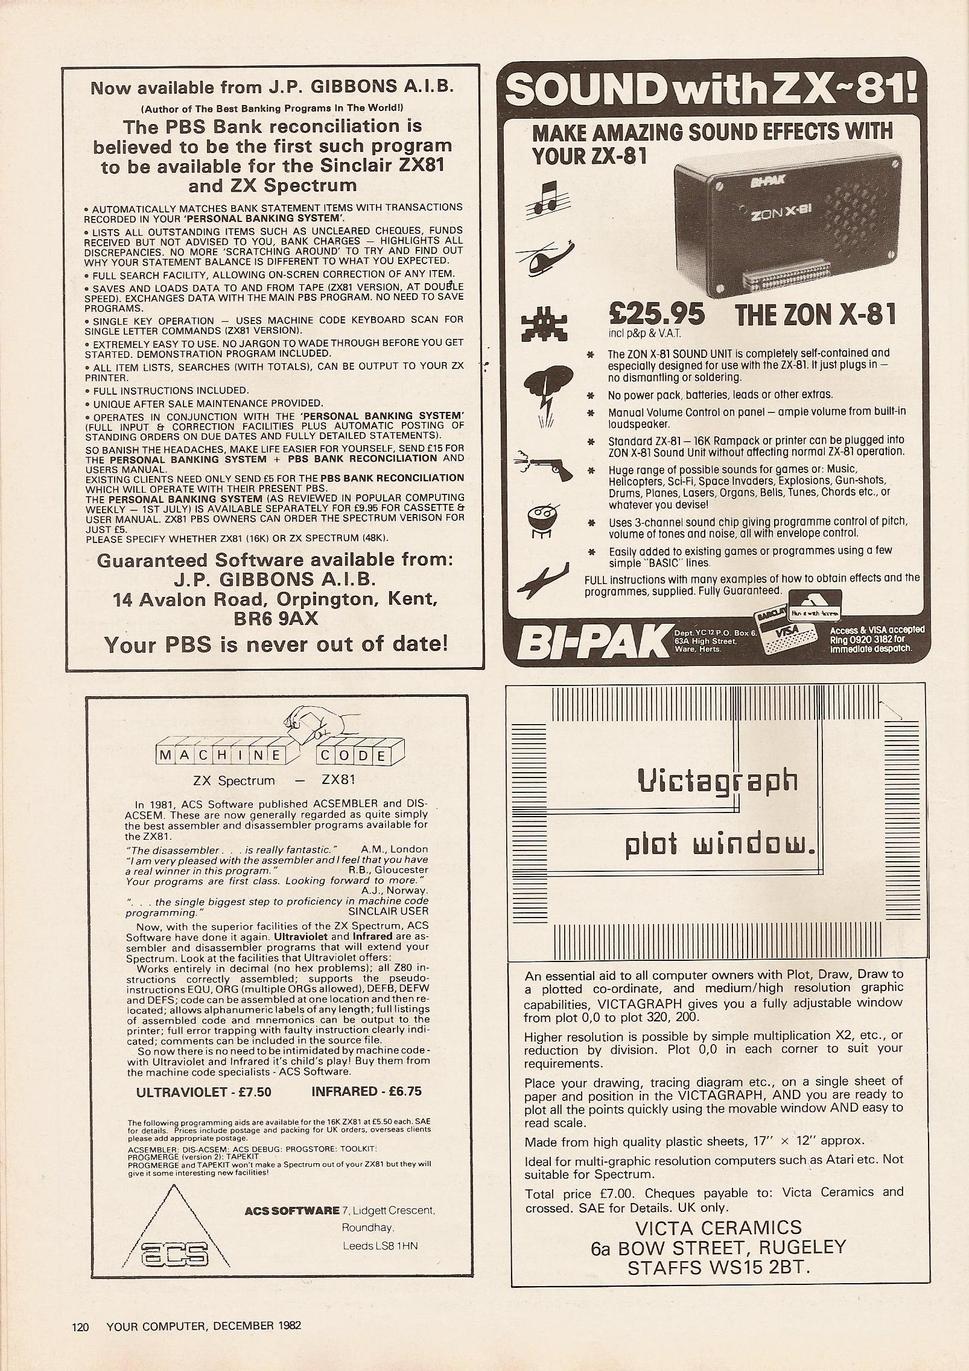 Now available from J.P. GIBBONS A.I.B.
(Author of The Best Banking Programs In The World!)
The PBS Bank reconciliation is
believed to be the first such program
to be available for the Sinclair ZX81
and ZX Spectrum
• AUTOMATICALLY MATCHES BANK STATEMENT ITEMS WITH TRANSACTIONS
RECORDED IN YOUR 'PERSONAL BANKING SYSTEM'.
• LISTS ALL OUTSTANDING ITEMS SUCH AS UNCLEARED CHEQUES, FUNDS
RECEIVED BUT NOT ADVISED TO YOU, BANK CHARGES — HIGHLIGHTS ALL
DISCREPANCIES. NO MORE 'SCRATCHING AROUND' TO TRY AND FIND OUT
WHY YOUR STATEMENT BALANCE IS DIFFERENT TO WHAT YOU EXPECTED.
• FULL SEARCH FACILITY, ALLOWING ON-SCREN CORRECTION OF ANY ITEM.
• SAVES AND LOADS DATA TO AND FROM TAPE (ZX81 VERSION, AT DOUBLE
SPEED). EXCHANGES DATA WITH THE MAIN PBS PROGRAM. NO NEED TO SAVE
PROGRAMS.
• SINGLE KEY OPERATION — USES MACHINE CODE KEYBOARD SCAN FOR
SINGLE LETTER COMMANDS (ZX81 VERSION).
• EXTREMELY EASY TO USE. NO JARGON TO WADE THROUGH BEFORE YOU GET
STARTED. DEMONSTRATION PROGRAM INCLUDED.
• ALL ITEM LISTS, SEARCHES (WITH TOTALS), CAN BE OUTPUT TO YOUR ZX
PRINTER.
• FULL INSTRUCTIONS INCLUDED.
• UNIQUE AFTER SALE MAINTENANCE PROVIDED.
• OPERATES IN CONJUNCTION WITH THE 'PERSONAL BANKING SYSTEM'
(FULL INPUT & CORRECTION FACILITIES PLUS AUTOMATIC POSTING OF
STANDING ORDERS ON DUE DATES AND FULLY DETAILED STATEMENTS).
SO BANISH THE HEADACHES, MAKE LIFE EASIER FOR YOURSELF, SEND £15 FOR
THE PERSONAL BANKING SYSTEM + PBS BANK RECONCILIATION AND
USERS MANUAL.
EXISTING CLIENTS NEED ONLY SEND £5 FOR THE PBS BANK RECONCILIATION
WHICH WILL OPERATE WITH THEIR PRESENT PBS.
THE PERSONAL BANKING SYSTEM (AS REVIEWED IN POPULAR COMPUTING
WEEKLY — 1ST JULY) IS AVAILABLE SEPARATELY FOR £9.95 FOR CASSETTE &
USER MANUAL. ZX81 PBS OWNERS CAN ORDER THE SPECTRUM VERISON FOR
JUST £5.
PLEASE SPECIFY WHETHER ZX81 (16K) OR ZX SPECTRUM (48K).
Guaranteed Software available from:
J.P. GIBBONS A.I.B.
14 Avalon Road, Orpington, Kent,
BR6 9AX
Your PBS is never out of date!
SOUND with ZX~81!
MAKE AMAZING SOUND EFFECTS WITH
YOUR ZX-81
BI-PAK
ZON X-81
£25.95 THE ZON X-81
incl p&p & V.A.T.
* The ZON X-81 SOUND UNIT is completely self-contained and
especially designed for use with the ZX-81. It just plugs in —
no dismantling or soldering.
* No power pack, batteries, leads or other extras.
* Manual Volume Control on panel — ample volume from built-in
loudspeaker.
* Standard ZX-81 — 16K Rampack or printer can be plugged into
ZON X-81 Sound Unit without affecting normal ZX-81 operation.
* Huge range of possible sounds for games or: Music,
Helicopters, Sci-Fi, Space Invaders, Explosions, Gun-shots,
Drums, Planes, Lasers, Organs, Bells, Tunes, Chords etc., or
whatever you devise!
* Uses 3-channel sound chip giving programme control of pitch,
volume of tones and noise, all with envelope control.
* Easily added to existing games or programmes using a few
simple "BASIC" lines.
FULL instructions with many examples of how to obtain effects and the
programmes, supplied. Fully Guaranteed.
BI-PAK
Dept. YC12 P.O. Box 6.
63A High Street,
Ware, Herts.
BARCLAY
VISA
Access & VISA accepted
Ring 0920 3182 for
immediate despatch.
MACHINE CODE
ZX Spectrum — ZX81
In 1981, ACS Software published ACSEMBLER and DIS-
ACSEM. These are now generally regarded as quite simply
the best assembler and disassembler programs available for
the ZX81.
"The disassembler . . . is really fantastic." A.M., London
"I am very pleased with the assembler and I feel that you have
a real winner in this program." R.B., Gloucester
Your programs are first class. Looking forward to more."
A.J., Norway.
". . . the single biggest step to proficiency in machine code
programming." SINCLAIR USER
Now, with the superior facilities of the ZX Spectrum, ACS
Software have done it again. Ultraviolet and Infrared are as-
sembler and disassembler programs that will extend your
Spectrum. Look at the facilities that Ultraviolet offers:
Works entirely in decimal (no hex problems); all Z80 in-
structions correctly assembled; supports the pseudo-
instructions EQU, ORG (multiple ORGs allowed), DEFB, DEFW
and DEFS; code can be assembled at one location and then re-
located; allows alphanumeric labels of any length; full listings
of assembled code and mnemonics can be output to the
printer; full error trapping with faulty instruction clearly indi-
cated; comments can be included in the source file.
So now there is no need to be intimidated by machine code -
with Ultraviolet and Infrared it's child's play! Buy them from
the machine code specialists - ACS Software.
ULTRAVIOLET - £7.50 INFRARED - £6.75
The following programming aids are available for the 16K ZX81 at £5.50 each. SAE
for details. Prices include postage and packing for UK orders, overseas clients
please add appropriate postage.
ACSEMBLER: DIS-ACSEM: ACS DEBUG: PROGSTORE: TOOLKIT:
PROGMERGE (version 2): TAPEKIT
PROGMERGE and TAPEKIT won't make a Spectrum out of your ZX81 but they will
give it some interesting new facilities!
acs
ACS SOFTWARE 7, Lidgett Crescent,
Roundhay,
Leeds LS8 1HN
Victagraph
plot window.
An essential aid to all computer owners with Plot, Draw, Draw to
a plotted co-ordinate, and medium/high resolution graphic
capabilities, VICTAGRAPH gives you a fully adjustable window
from plot 0,0 to plot 320, 200.
Higher resolution is possible by simple multiplication X2, etc., or
reduction by division. Plot 0,0 in each corner to suit your
requirements.
Place your drawing, tracing diagram etc., on a single sheet of
paper and position in the VICTAGRAPH, AND you are ready to
plot all the points quickly using the movable window AND easy to
read scale.
Made from high quality plastic sheets, 17" × 12" approx.
Ideal for multi-graphic resolution computers such as Atari etc. Not
suitable for Spectrum.
Total price £7.00. Cheques payable to: Victa Ceramics and
crossed. SAE for Details. UK only.
VICTA CERAMICS
6a BOW STREET, RUGELEY
STAFFS WS15 2BT.
120 YOUR COMPUTER, DECEMBER 1982